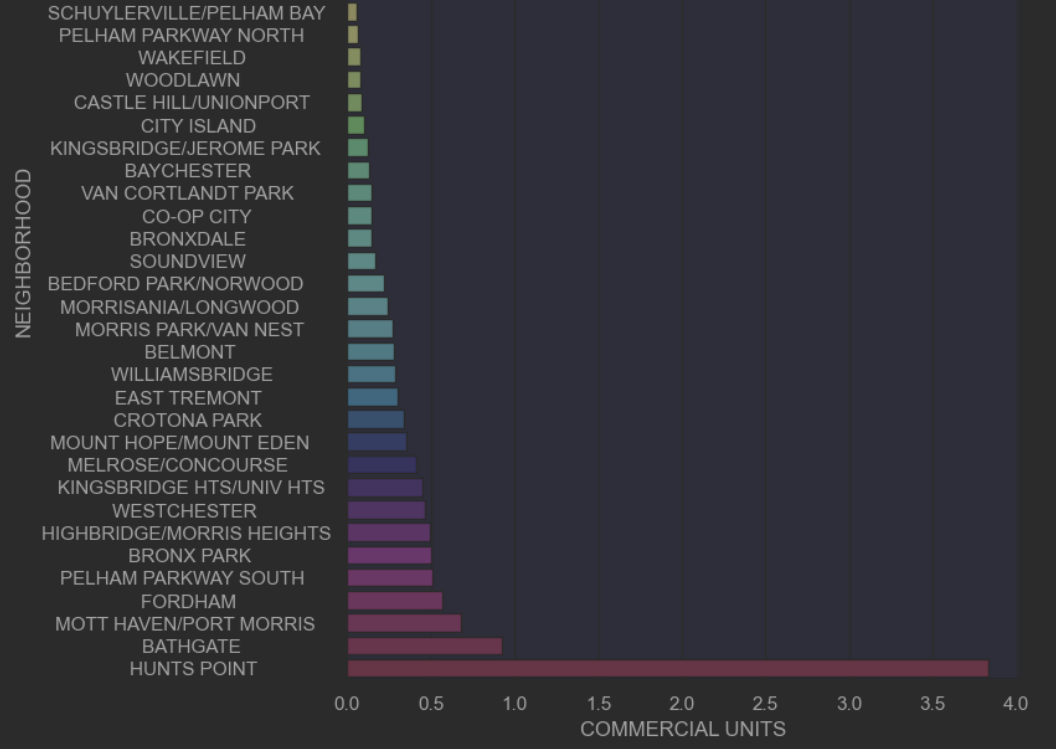 SCHUYLERVILLE/PELHAM BAY
PELHAM PARKWAY NORTH
WAKEFIELD
WOODLAWN
CASTLE HILL/UNIONPORT
CITY ISLAND
KINGSBRIDGE/JEROME PARK
BAYCHESTER
VAN CORTLANDT PARK
CO-OP CITY
BRONXDALE
SOUNDVIEW
BEDFORD PARK/NORWOOD
MORRISANIA/LONGWOOD
MORRIS PARK/VAN NEST
BELMONT
WILLIAMSBRIDGE
EAST TREMONT
CROTONA PARK
MOUNT HOPE/MOUNT EDEN
MELROSE/CONCOURSE
KINGSBRIDGE HTS/UNIV HTS
WESTCHESTER
HIGHBRIDGE/MORRIS HEIGHTS
BRONX PARK
PELHAM PARKWAY SOUTH
FORDHAM
MOTT HAVEN/PORT MORRIS
BATHGATE
HUNTS POINT
NEIGHBORHOOD
0.0 0.5 1.0 1.5 2.0 2.5 3.0 3.5 4.0
COMMERCIAL UNITS